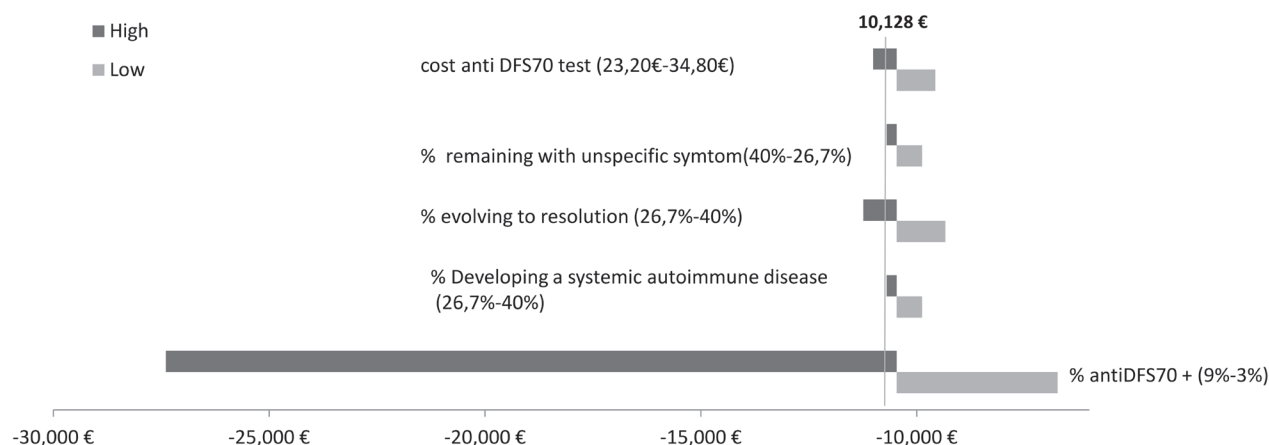 10,128 €
High
Low
cost anti DFS70 test (23,20€-34,80€)
% remaining with unspecific symtom(40%-26,7%)
% evolving to resolution (26,7%-40%)
% Developing a systemic autoimmune disease
(26,7%-40%)
% antiDFS70 + (9%-3%)
-30,000 € -25,000 € -20,000 € -15,000 € -10,000 €